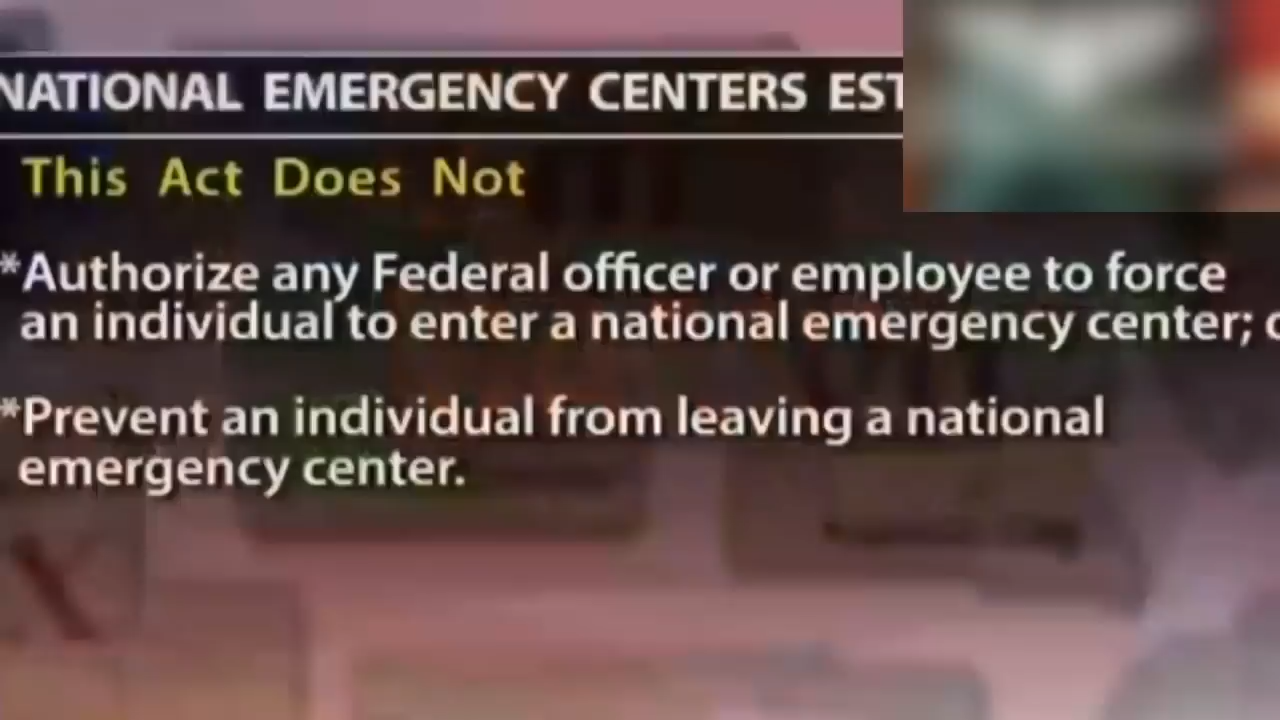 NATIONAL EMERGENCY CENTERS EST
This Act Does Not
*Authorize any Federal officer or employee to force
an individual to enter a national emergency center;
*Prevent an individual from leaving a national
emergency center.